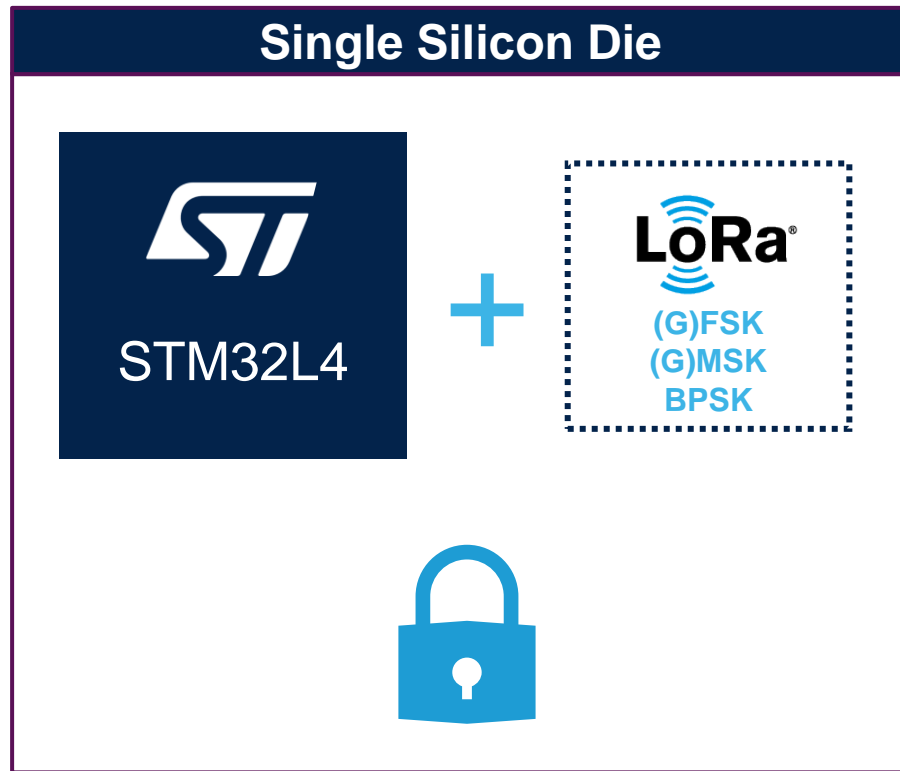 Single Silicon Die
ST
STM32L4
+
LoRa®
(G)FSK
(G)MSK
BPSK